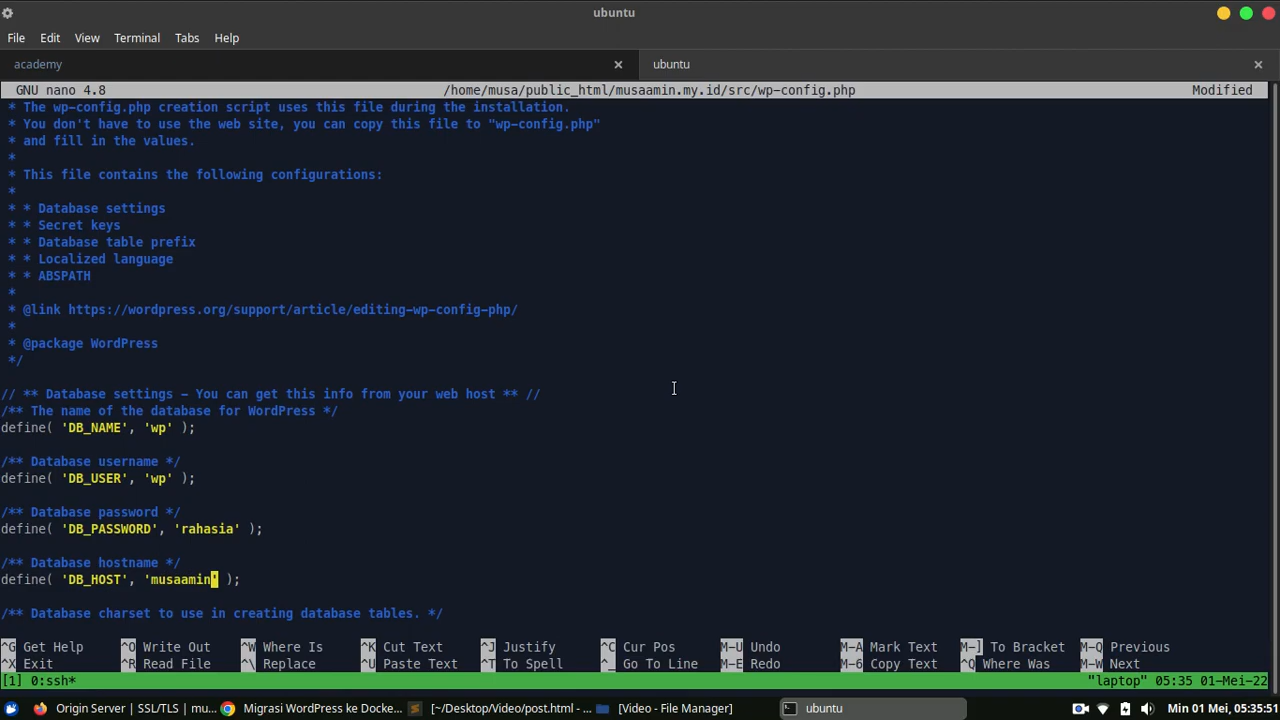 ubuntu
File Edit View Terminal Tabs Help
academy × ubuntu ×
GNU nano 4.8 /home/musa/public_html/musaamin.my.id/src/wp-config.php Modified
* The wp-config.php creation script uses this file during the installation.
* You don't have to use the web site, you can copy this file to "wp-config.php"
* and fill in the values.
*
* This file contains the following configurations:
*
* * Database settings
* * Secret keys
* * Database table prefix
* * Localized language
* * ABSPATH
*
* @link https://wordpress.org/support/article/editing-wp-config-php/
*
* @package WordPress
*/
// ** Database settings - You can get this info from your web host ** //
/** The name of the database for WordPress */
define( 'DB_NAME', 'wp' );
/** Database username */
define( 'DB_USER', 'wp' );
/** Database password */
define( 'DB_PASSWORD', 'rahasia' );
/** Database hostname */
define( 'DB_HOST', 'musaamin' );
/** Database charset to use in creating database tables. */
^G Get Help ^O Write Out ^W Where Is ^K Cut Text ^J Justify ^C Cur Pos M-U Undo M-A Mark Text M-] To Bracket M-Q Previous
^X Exit ^R Read File ^\ Replace ^U Paste Text ^T To Spell ^_ Go To Line M-E Redo M-6 Copy Text ^Q Where Was M-W Next
[1] 0:ssh* "laptop" 05:35 01-Mei-22
Origin Server | SSL/TLS | mu... Migrasi WordPress ke Docke... [~/Desktop/Video/post.html - ... [Video - File Manager] ubuntu Min 01 Mei, 05:35:51